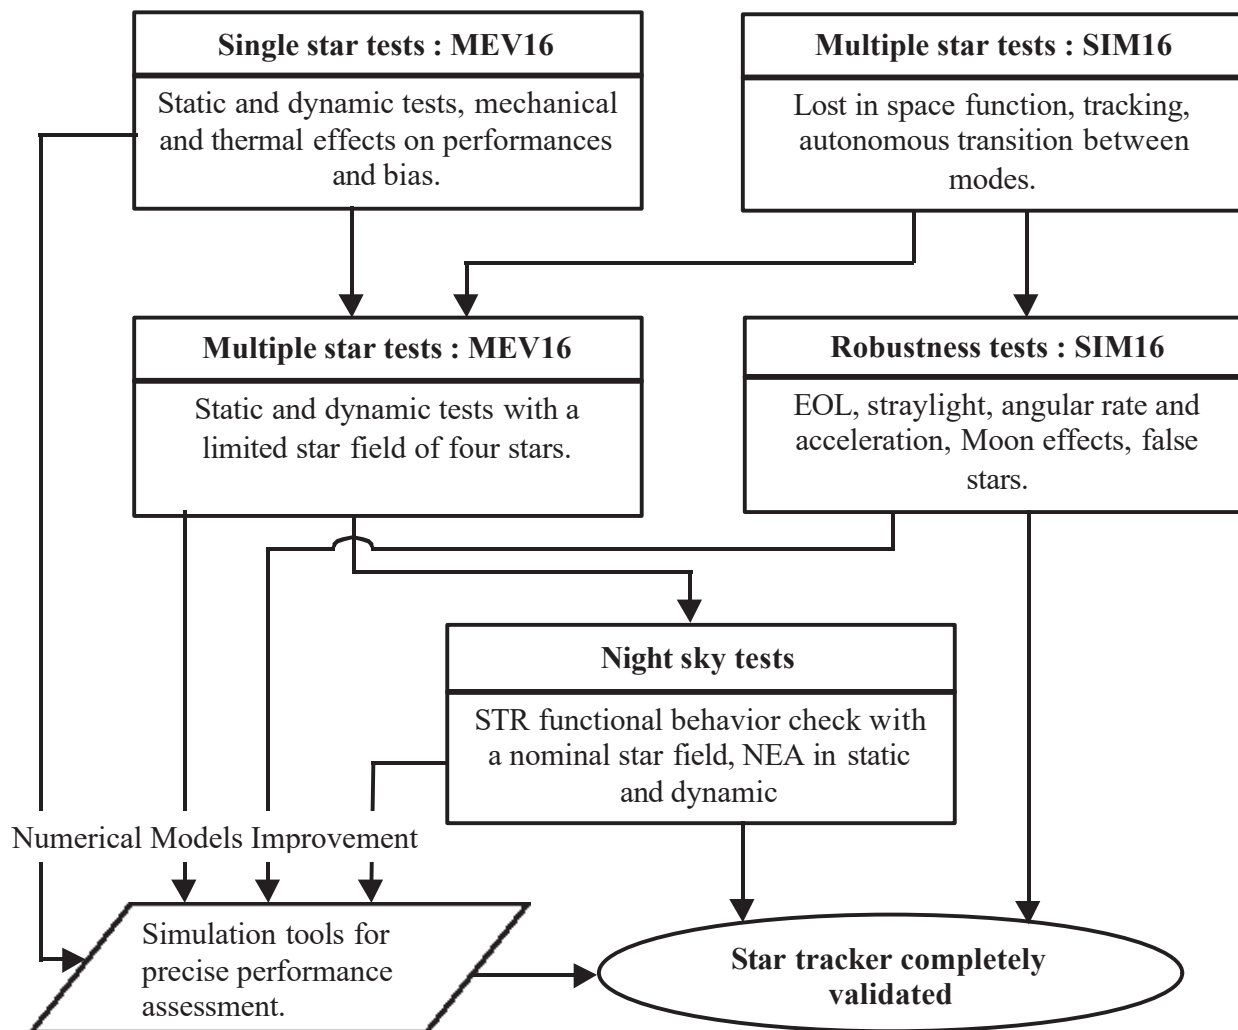 Single star tests : MEV16
Static and dynamic tests, mechanical
and thermal effects on performances
and bias.
Multiple star tests : SIM16
Lost in space function, tracking,
autonomous transition between
modes.
Multiple star tests : MEV16
Static and dynamic tests with a
limited star field of four stars.
Robustness tests : SIM16
EOL, straylight, angular rate and
acceleration, Moon effects, false
stars.
Night sky tests
STR functional behavior check with
a nominal star field, NEA in static
and dynamic
Numerical Models Improvement
Simulation tools for
precise performance
assessment.
Star tracker completely
validated